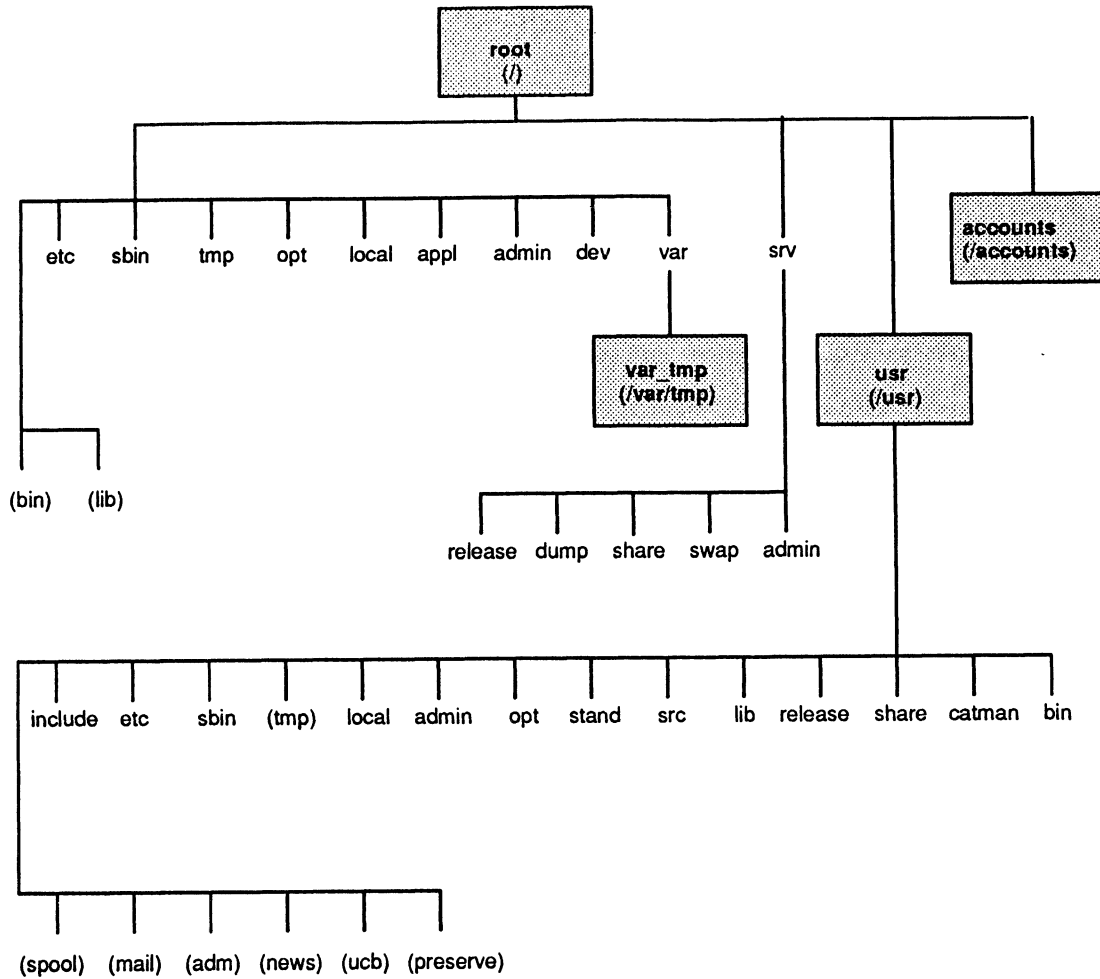 root
(/)
etc sbin tmp opt local appl admin dev var srv
accounts
(/accounts)
var_tmp
(/var/tmp)
usr
(/usr)
(bin) (lib)
release dump share swap admin
include etc sbin (tmp) local admin opt stand src lib release share catman bin
(spool) (mail) (adm) (news) (ucb) (preserve)